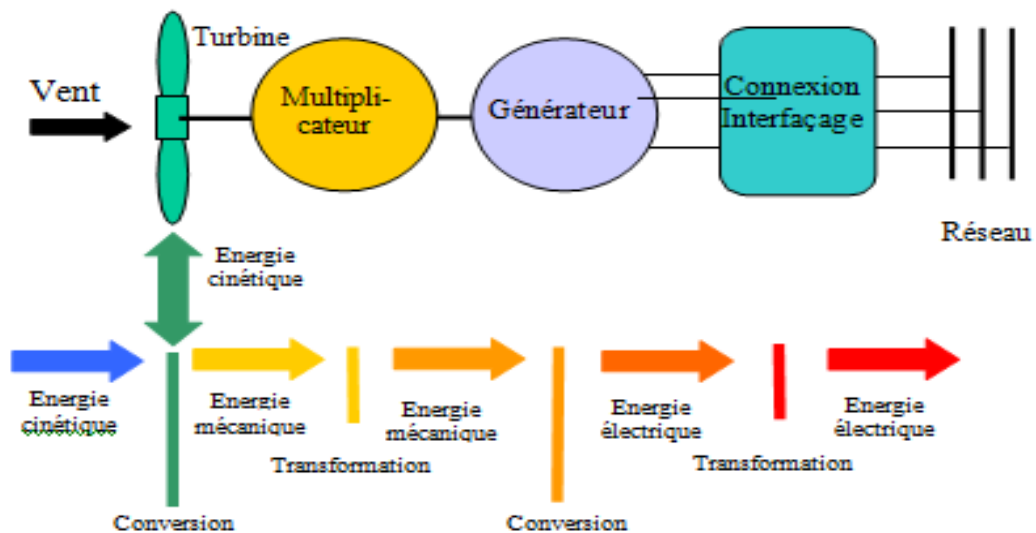 Turbine
Vent
Multipli-
cateur
Générateur
Connexion
Interfaçage
Réseau
Energie
cinétique
Energie
cinétique
Energie
mécanique
Energie
mécanique
Energie
électrique
Energie
électrique
Transformation
Transformation
Conversion
Conversion